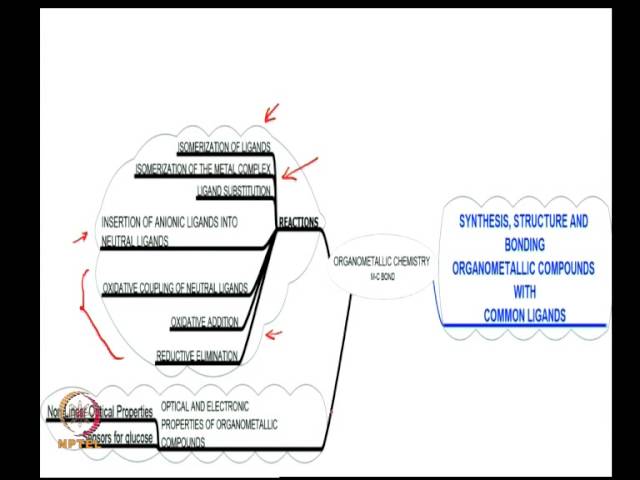 ISOMERIZATION OF LIGANDS
ISOMERIZATION OF THE METAL COMPLEX
LIGAND SUBSTITUTION
INSERTION OF ANIONIC LIGANDS INTO
NEUTRAL LIGANDS
REACTIONS
OXIDATIVE COUPLING OF NEUTRAL LIGANDS
OXIDATIVE ADDITION
REDUCTIVE ELIMINATION
ORGANOMETALLIC CHEMISTRY
M-C BOND
SYNTHESIS, STRUCTURE AND
BONDING
ORGANOMETALLIC COMPOUNDS
WITH
COMMON LIGANDS
Non Linear Optical Properties
Sensors for glucose
OPTICAL AND ELECTRONIC
PROPERTIES OF ORGANOMETALLIC
COMPOUNDS
NPTEL